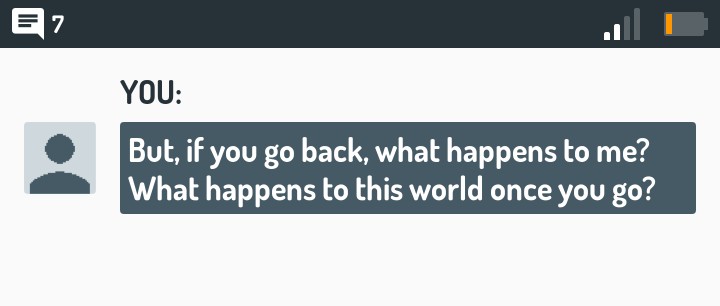 7
YOU:
But, if you go back, what happens to me?
What happens to this world once you go?